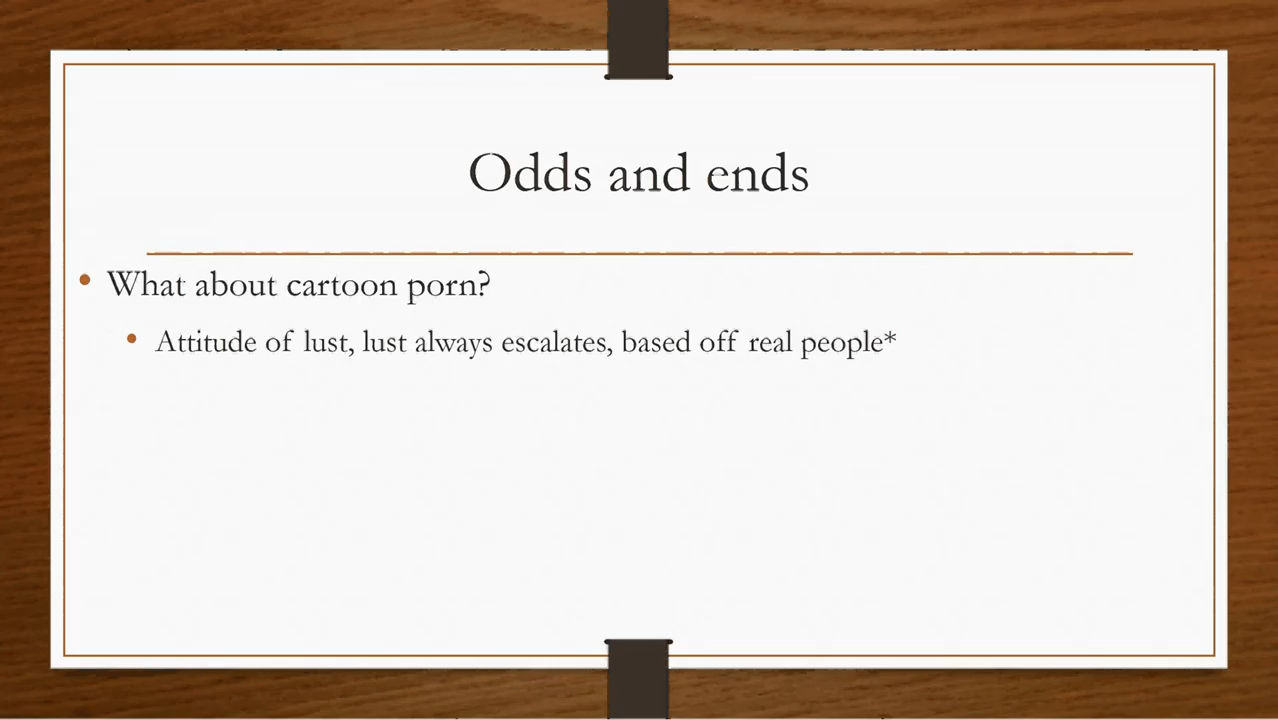 Odds and ends
• What about cartoon porn?
• Attitude of lust, lust always escalates, based off real people*